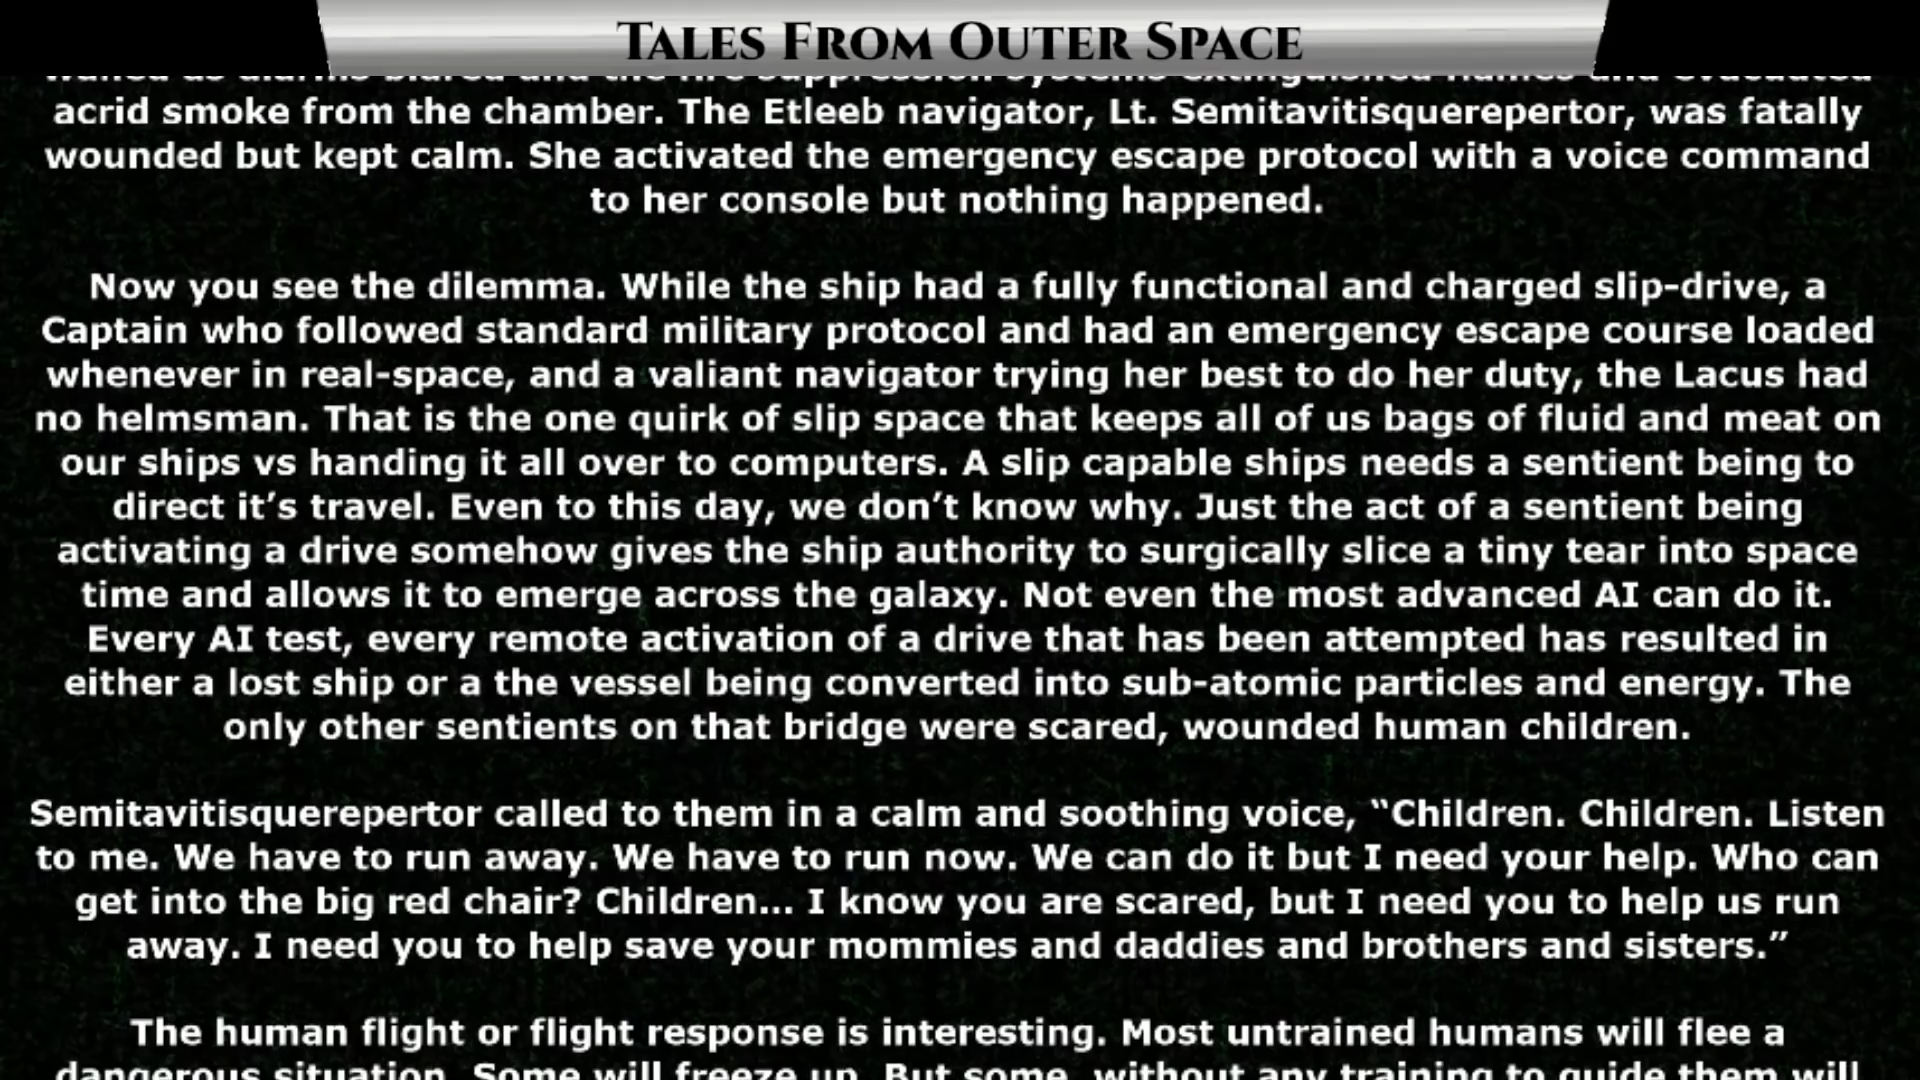 Tales From Outer Space
acrid smoke from the chamber. The Etleeb navigator, Lt. Semitavitisquerepertor, was fatally
wounded but kept calm. She activated the emergency escape protocol with a voice command
to her console but nothing happened.
Now you see the dilemma. While the ship had a fully functional and charged slip-drive, a
Captain who followed standard military protocol and had an emergency escape course loaded
whenever in real-space, and a valiant navigator trying her best to do her duty, the Lacus had
no helmsman. That is the one quirk of slip space that keeps all of us bags of fluid and meat on
our ships vs handing it all over to computers. A slip capable ships needs a sentient being to
direct it’s travel. Even to this day, we don’t know why. Just the act of a sentient being
activating a drive somehow gives the ship authority to surgically slice a tiny tear into space
time and allows it to emerge across the galaxy. Not even the most advanced AI can do it.
Every AI test, every remote activation of a drive that has been attempted has resulted in
either a lost ship or a the vessel being converted into sub-atomic particles and energy. The
only other sentients on that bridge were scared, wounded human children.
Semitavitisquerepertor called to them in a calm and soothing voice, “Children. Children. Listen
to me. We have to run away. We have to run now. We can do it but I need your help. Who can
get into the big red chair? Children... I know you are scared, but I need you to help us run
away. I need you to help save your mommies and daddies and brothers and sisters.”
The human flight or flight response is interesting. Most untrained humans will flee a
dangerous situation. Some will freeze up. But some, without any training to guide them will